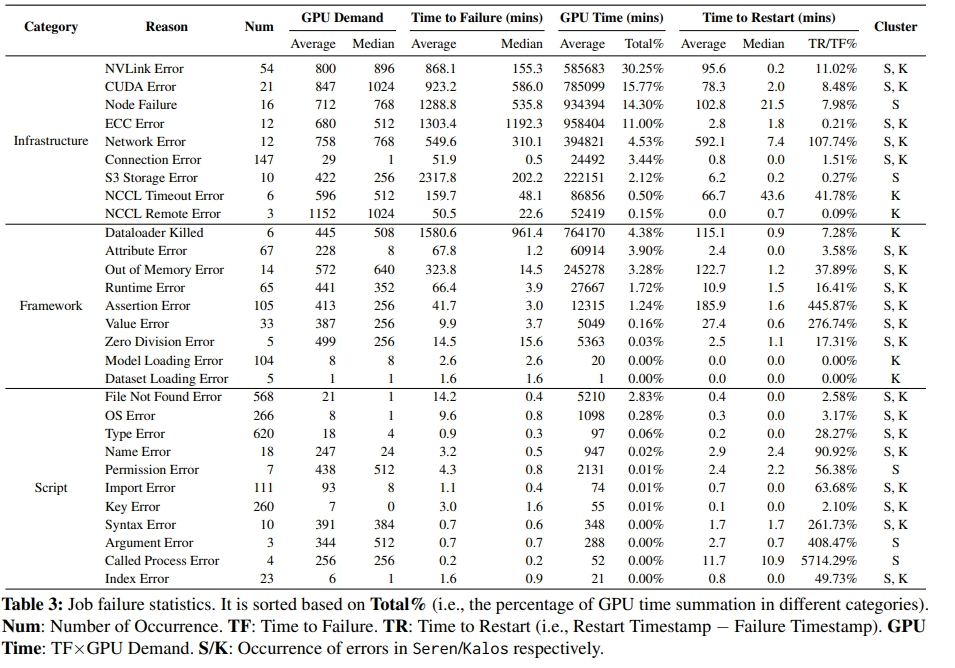 Category Reason Num GPU Demand Time to Failure (mins) GPU Time (mins) Time to Restart (mins) Cluster
Average Median Average Median Average Total% Average Median TR/TF%
Infrastructure
NVLink Error 54 800 896 868.1 155.3 585683 30.25% 95.6 0.2 11.02% S, K
CUDA Error 21 847 1024 923.2 586.0 785099 15.77% 78.3 2.0 8.48% S, K
Node Failure 16 712 768 1288.8 535.8 934394 14.30% 102.8 21.5 7.98% S
ECC Error 12 680 512 1303.4 1192.3 958404 11.00% 2.8 1.8 0.21% S, K
Network Error 12 758 768 549.6 310.1 394821 4.53% 592.1 7.4 107.74% S, K
Connection Error 147 29 1 51.9 0.5 24492 3.44% 0.8 0.0 1.51% S, K
S3 Storage Error 10 422 256 2317.8 202.2 222151 2.12% 6.2 0.2 0.27% S
NCCL Timeout Error 6 596 512 159.7 48.1 86856 0.50% 66.7 43.6 41.78% K
NCCL Remote Error 3 1152 1024 50.5 22.6 52419 0.15% 0.0 0.7 0.09% K
Framework
Dataloader Killed 6 445 508 1580.6 961.4 764170 4.38% 115.1 0.9 7.28% K
Attribute Error 67 228 8 67.8 1.2 60914 3.90% 2.4 0.0 3.58% S, K
Out of Memory Error 14 572 640 323.8 14.5 245278 3.28% 122.7 1.2 37.89% S, K
Runtime Error 65 441 352 66.4 3.9 27667 1.72% 10.9 1.5 16.41% S, K
Assertion Error 105 413 256 41.7 3.0 12315 1.24% 185.9 1.6 445.87% S, K
Value Error 33 387 256 9.9 3.7 5049 0.16% 27.4 0.6 276.74% S, K
Zero Division Error 5 499 256 14.5 15.6 5363 0.03% 2.5 1.1 17.31% S, K
Model Loading Error 104 8 8 2.6 2.6 20 0.00% 0.0 0.0 0.00% K
Dataset Loading Error 5 1 1 1.6 1.6 1 0.00% 0.0 0.0 0.00% K
Script
File Not Found Error 568 21 1 14.2 0.4 5210 2.83% 0.4 0.0 2.58% S, K
OS Error 266 8 1 9.6 0.8 1098 0.28% 0.3 0.0 3.17% S, K
Type Error 620 18 4 0.9 0.3 97 0.06% 0.2 0.0 28.27% S, K
Name Error 18 247 24 3.2 0.5 947 0.02% 2.9 2.4 90.92% S, K
Permission Error 7 438 512 4.3 0.8 2131 0.01% 2.4 2.2 56.38% S
Import Error 111 93 8 1.1 0.4 74 0.01% 0.7 0.0 63.68% S, K
Key Error 260 7 0 3.0 1.6 55 0.01% 0.1 0.0 2.10% S, K
Syntax Error 10 391 384 0.7 0.6 348 0.00% 1.7 1.7 261.73% S, K
Argument Error 3 344 512 0.7 0.7 288 0.00% 2.7 0.7 408.47% S
Called Process Error 4 256 256 0.2 0.2 52 0.00% 11.7 10.9 5714.29% S
Index Error 23 6 1 1.6 0.9 21 0.00% 0.8 0.0 49.73% S, K
Table 3: Job failure statistics. It is sorted based on Total% (i.e., the percentage of GPU time summation in different categories).
Num: Number of Occurrence. TF: Time to Failure. TR: Time to Restart (i.e., Restart Timestamp − Failure Timestamp). GPU
Time: TF×GPU Demand. S/K: Occurrence of errors in Seren/Kalos respectively.